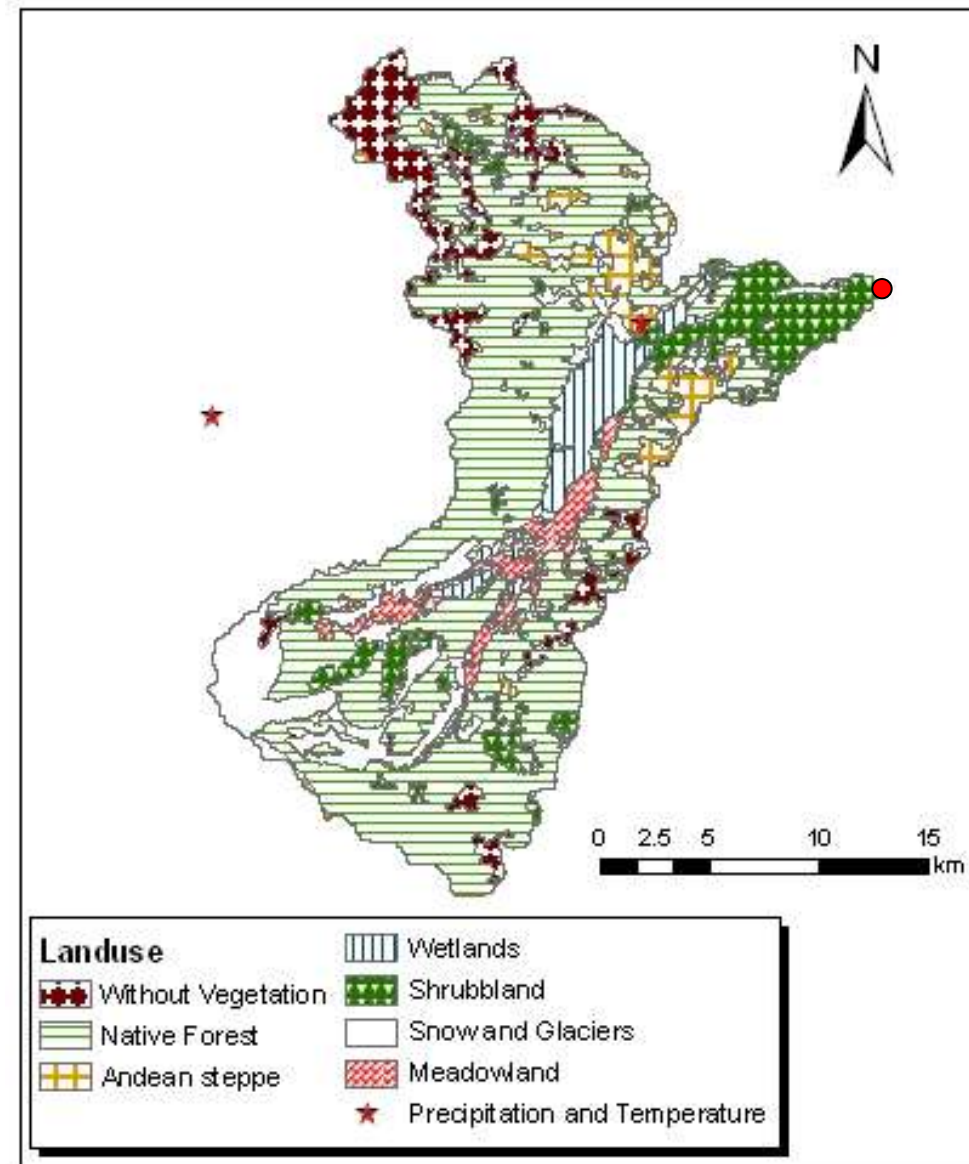 N
0 2.5 5 10 15
km
Landuse
Without Vegetation
Native Forest
Andean steppe
Wetlands
Shrubbland
Snow and Glaciers
Meadowland
Precipitation and Temperature